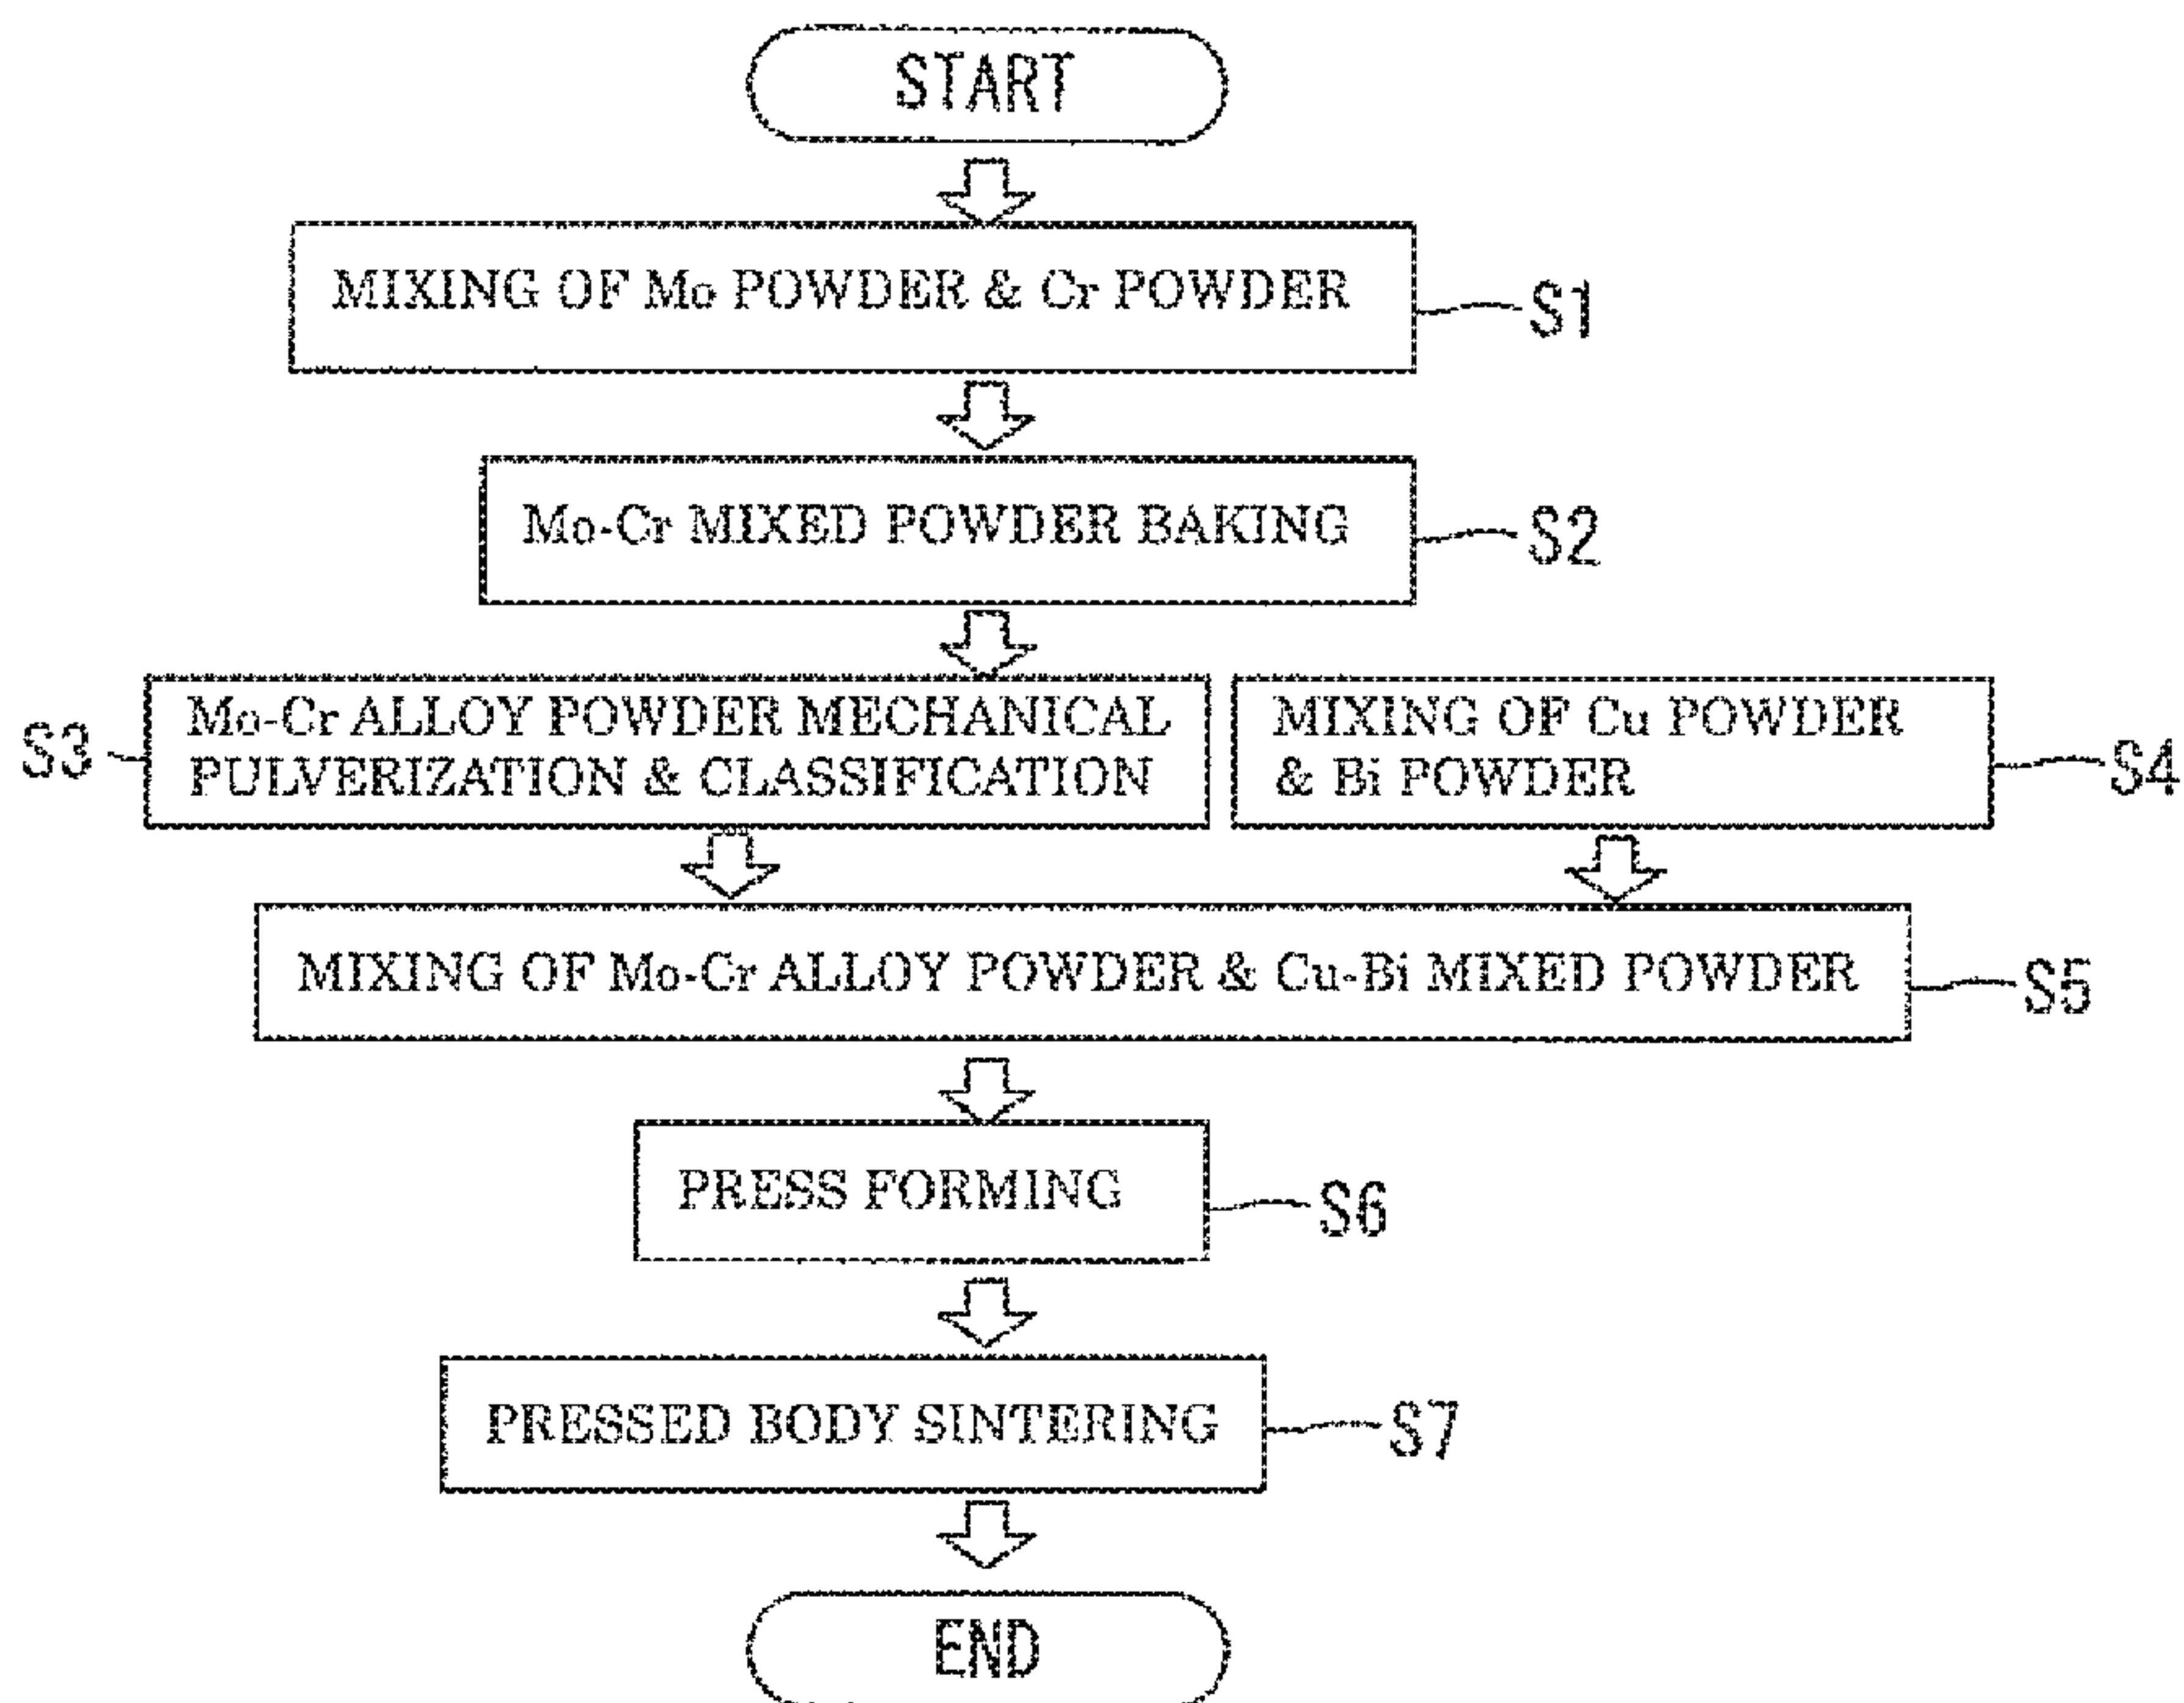 START
MIXING OF Mo POWDER & Cr POWDER
S1
Mo-Cr MIXED POWDER BAKING
S2
S3
Mo-Cr ALLOY POWDER MECHANICAL
PULVERIZATION & CLASSIFICATION
MIXING OF Cu POWDER
& Bi POWDER
S4
MIXING OF Mo-Cr ALLOY POWDER & Cu-Bi MIXED POWDER
S5
PRESS FORMING
S6
PRESSED BODY SINTERING
S7
END